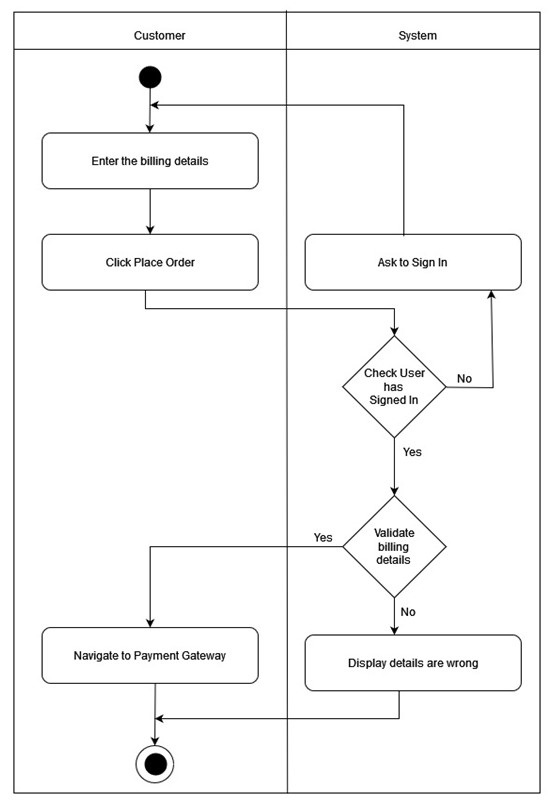 Customer
System
Enter the billing details
Click Place Order
Ask to Sign In
Check User
has
Signed In
No
Yes
Validate
billing
details
Yes
No
Navigate to Payment Gateway
Display details are wrong